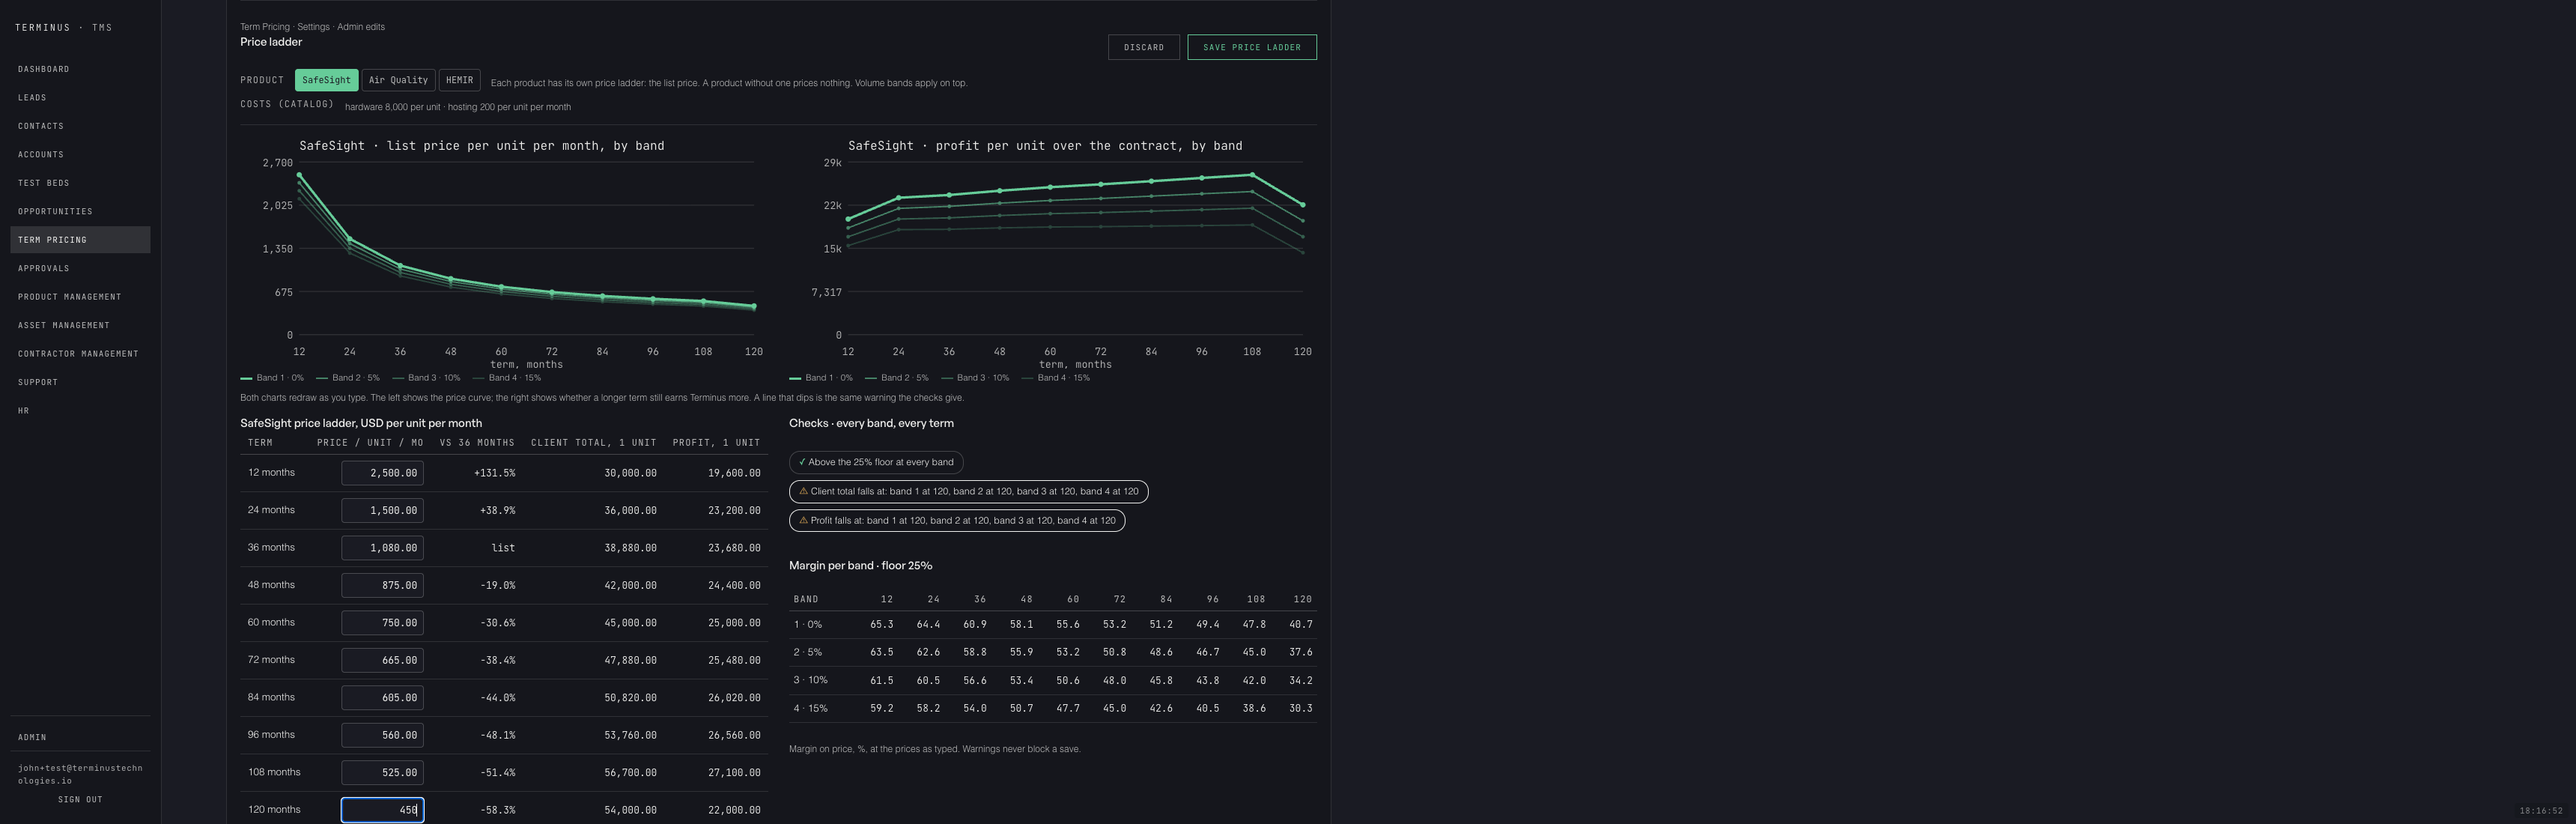 TERMINUS · TMS
DASHBOARD
LEADS
CONTACTS
ACCOUNTS
TEST BEDS
OPPORTUNITIES
TERM PRICING
APPROVALS
PRODUCT MANAGEMENT
ASSET MANAGEMENT
CONTRACTOR MANAGEMENT
SUPPORT
HR
ADMIN
john+test@terminustechn
ologies.io
SIGN OUT
Term Pricing · Settings · Admin edits
Price ladder
DISCARD
SAVE PRICE LADDER
PRODUCT SafeSight Air Quality HEMIR Each product has its own price ladder: the list price. A product without one prices nothing. Volume bands apply on top.
COSTS (CATALOG) hardware 8,000 per unit · hosting 200 per unit per month
SafeSight · list price per unit per month, by band
2,700
2,025
1,350
675
0
12 24 36 48 60 72 84 96 108 120
term, months
Band 1 · 0% Band 2 · 5% Band 3 · 10% Band 4 · 15%
SafeSight · profit per unit over the contract, by band
29k
22k
15k
7,317
0
12 24 36 48 60 72 84 96 108 120
term, months
Band 1 · 0% Band 2 · 5% Band 3 · 10% Band 4 · 15%
Both charts redraw as you type. The left shows the price curve; the right shows whether a longer term still earns Terminus more. A line that dips is the same warning the checks give.
SafeSight price ladder, USD per unit per month
TERM PRICE / UNIT / MO VS 36 MONTHS CLIENT TOTAL, 1 UNIT PROFIT, 1 UNIT
12 months 2,500.00 +131.5% 30,000.00 19,600.00
24 months 1,500.00 +38.9% 36,000.00 23,200.00
36 months 1,080.00 list 38,880.00 23,680.00
48 months 875.00 -19.0% 42,000.00 24,400.00
60 months 750.00 -30.6% 45,000.00 25,000.00
72 months 665.00 -38.4% 47,880.00 25,480.00
84 months 605.00 -44.0% 50,820.00 26,020.00
96 months 560.00 -48.1% 53,760.00 26,560.00
108 months 525.00 -51.4% 56,700.00 27,100.00
120 months 450 -58.3% 54,000.00 22,000.00
Checks · every band, every term
✓ Above the 25% floor at every band
⚠ Client total falls at: band 1 at 120, band 2 at 120, band 3 at 120, band 4 at 120
⚠ Profit falls at: band 1 at 120, band 2 at 120, band 3 at 120, band 4 at 120
Margin per band · floor 25%
BAND 12 24 36 48 60 72 84 96 108 120
1 · 0% 65.3 64.4 60.9 58.1 55.6 53.2 51.2 49.4 47.8 40.7
2 · 5% 63.5 62.6 58.8 55.9 53.2 50.8 48.6 46.7 45.0 37.6
3 · 10% 61.5 60.5 56.6 53.4 50.6 48.0 45.8 43.8 42.0 34.2
4 · 15% 59.2 58.2 54.0 50.7 47.7 45.0 42.6 40.5 38.6 30.3
Margin on price, %, at the prices as typed. Warnings never block a save.
18:16:52